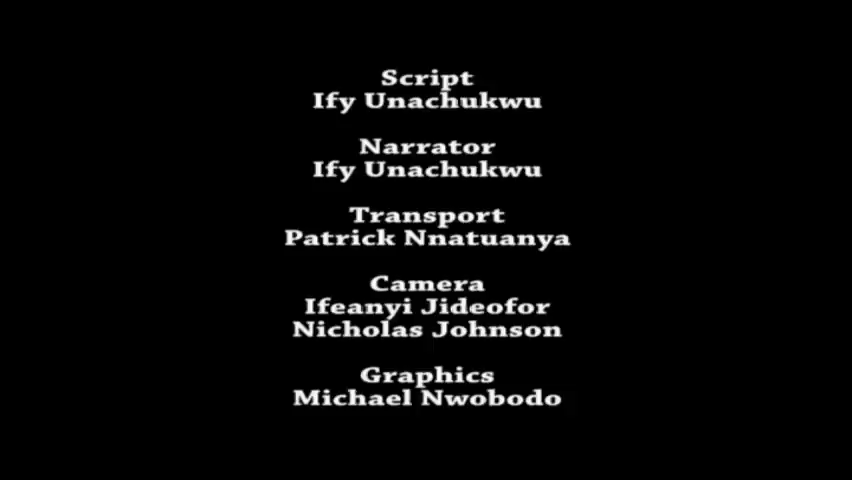 Script
Ify Unachukwu
Narrator
Ify Unachukwu
Transport
Patrick Nnatuanya
Camera
Ifeanyi Jideofor
Nicholas Johnson
Graphics
Michael Nwobodo